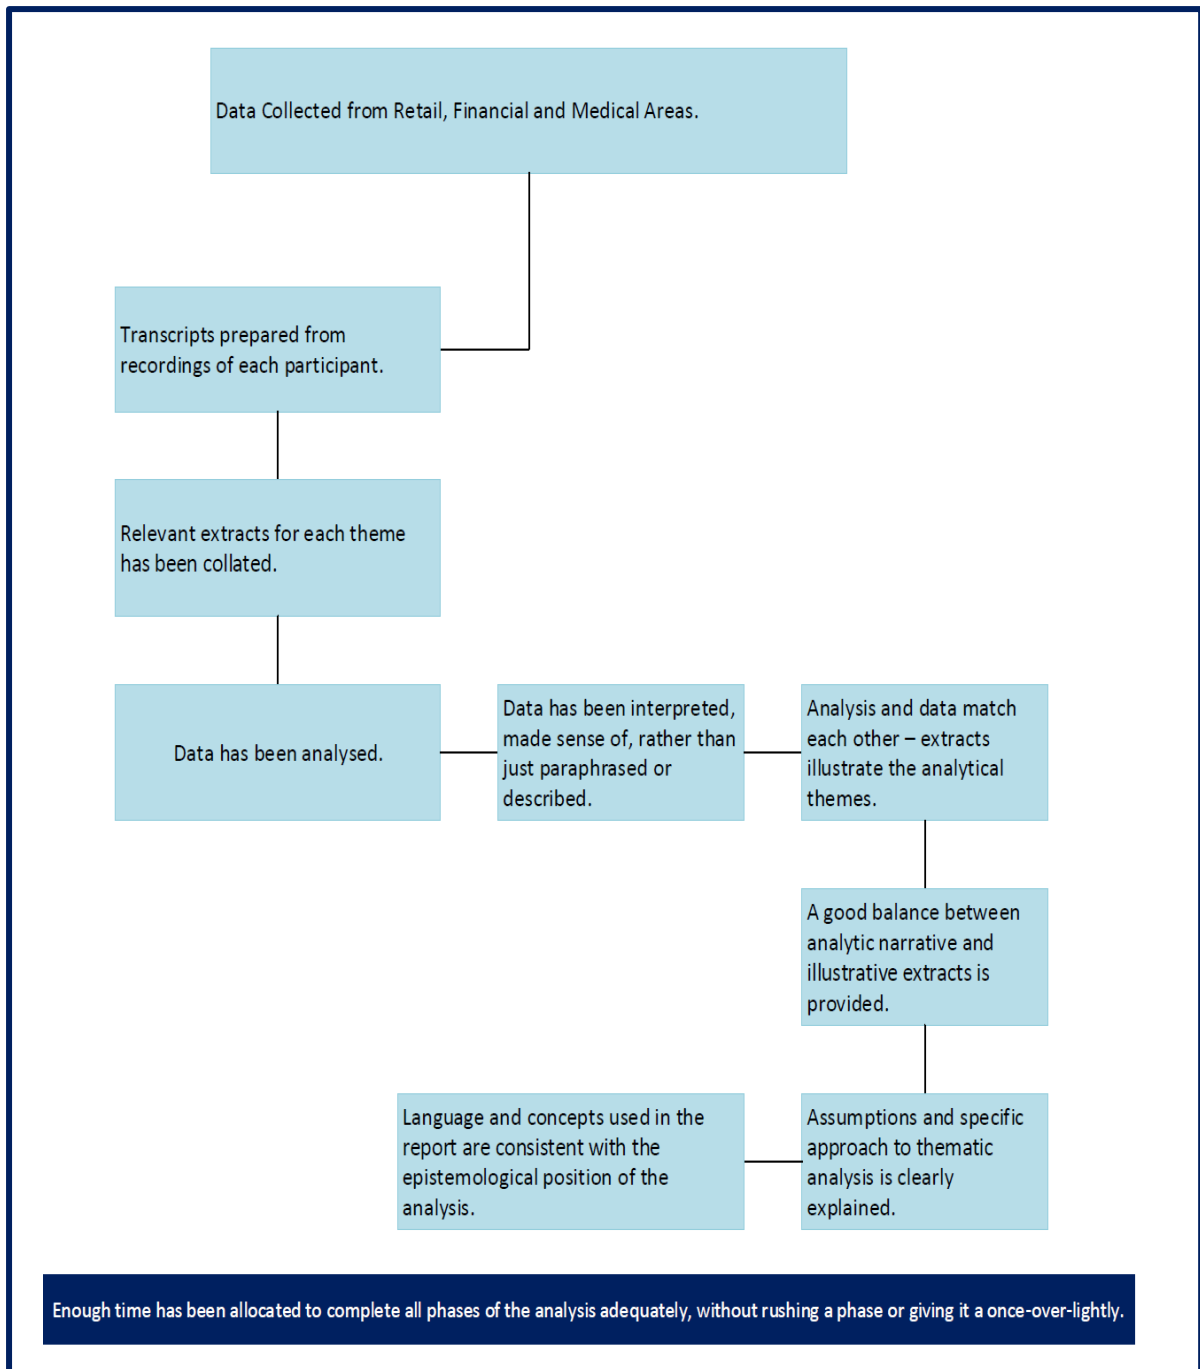 Data Collected from Retail, Financial and Medical Areas.
Transcripts prepared from
recordings of each participant.
Relevant extracts for each theme
has been collated.
Data has been analysed.
Data has been interpreted,
made sense of, rather than
just paraphrased or
described.
Analysis and data match
each other – extracts
illustrate the analytical
themes.
A good balance between
analytic narrative and
illustrative extracts is
provided.
Assumptions and specific
approach to thematic
analysis is clearly
explained.
Language and concepts used in the
report are consistent with the
epistemological position of the
analysis.
Enough time has been allocated to complete all phases of the analysis adequately, without rushing a phase or giving it a once-over-lightly.